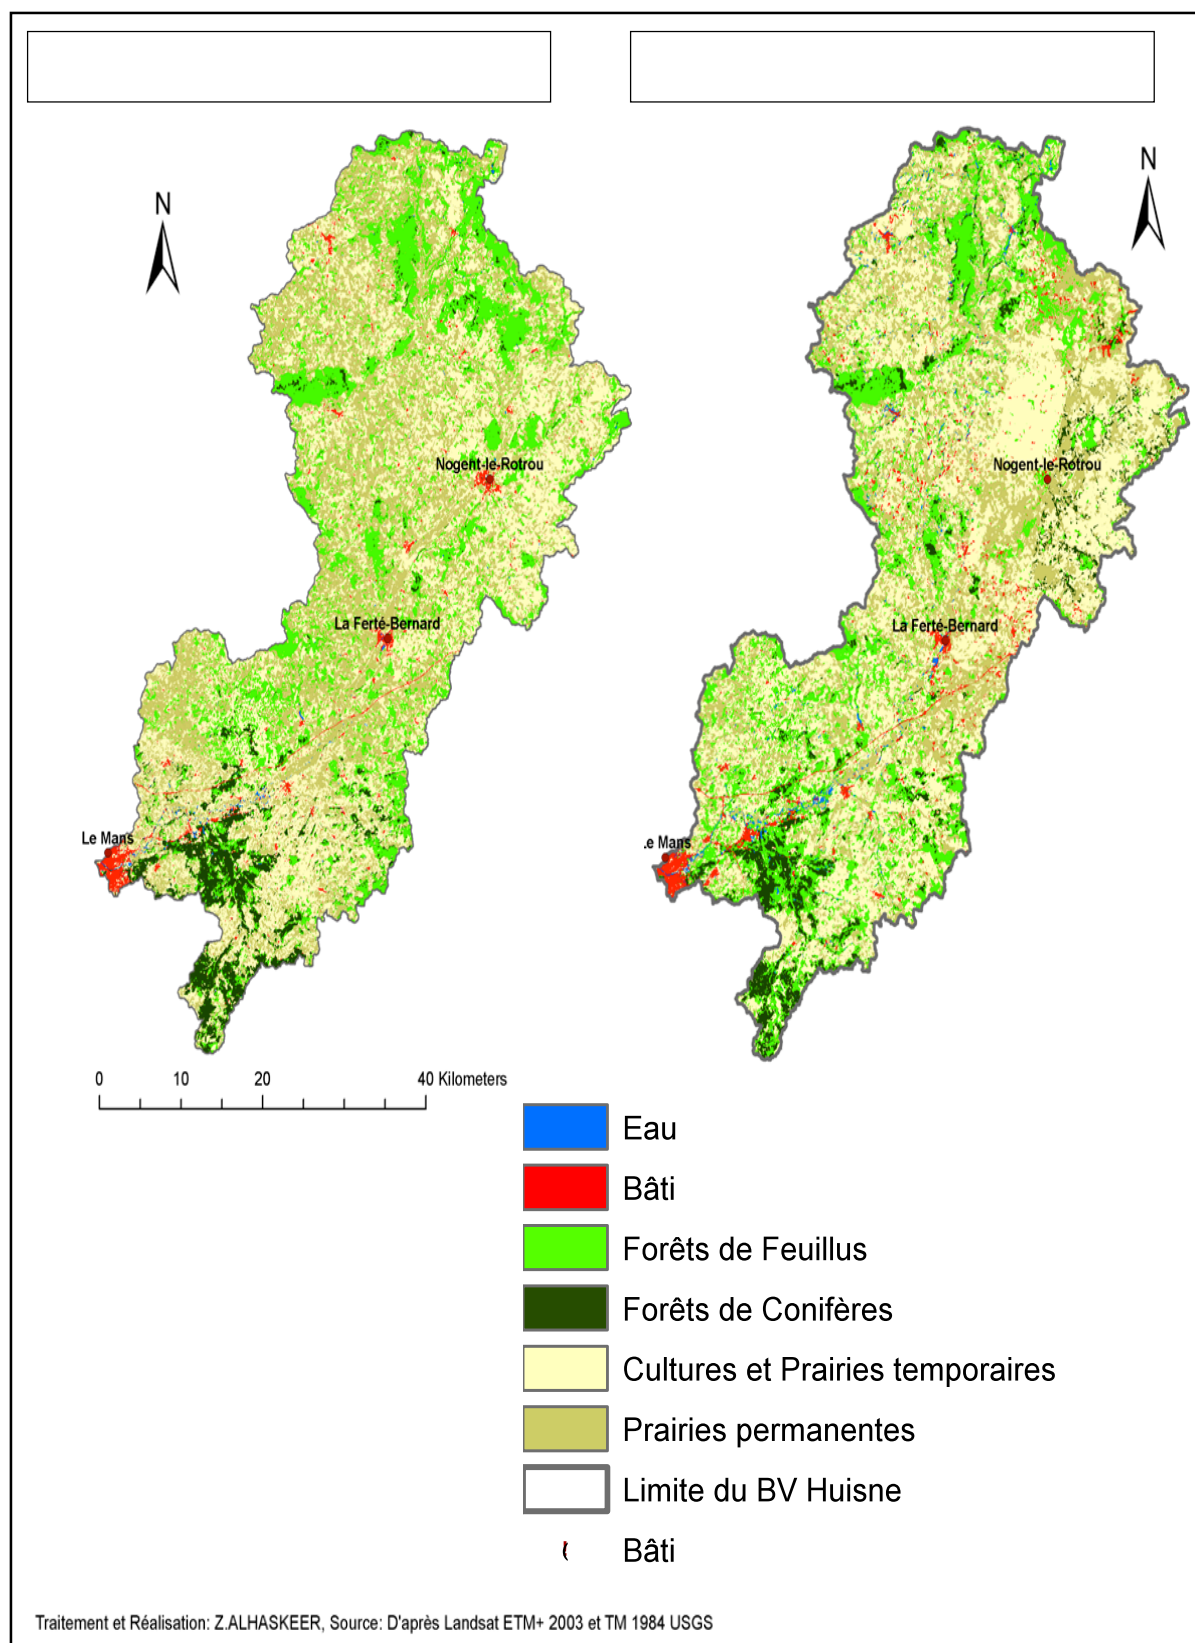 N
N
Nogent-le-Rotrou
Nogent-le-Rotrou
La Ferté-Bernard
La Ferté-Bernard
Le Mans
.e Mans
0 10 20 40 Kilometers
Eau
Bâti
Forêts de Feuillus
Forêts de Conifères
Cultures et Prairies temporaires
Prairies permanentes
Limite du BV Huisne
Bâti
Traitement et Réalisation: Z.ALHASKEER, Source: D'après Landsat ETM+ 2003 et TM 1984 USGS